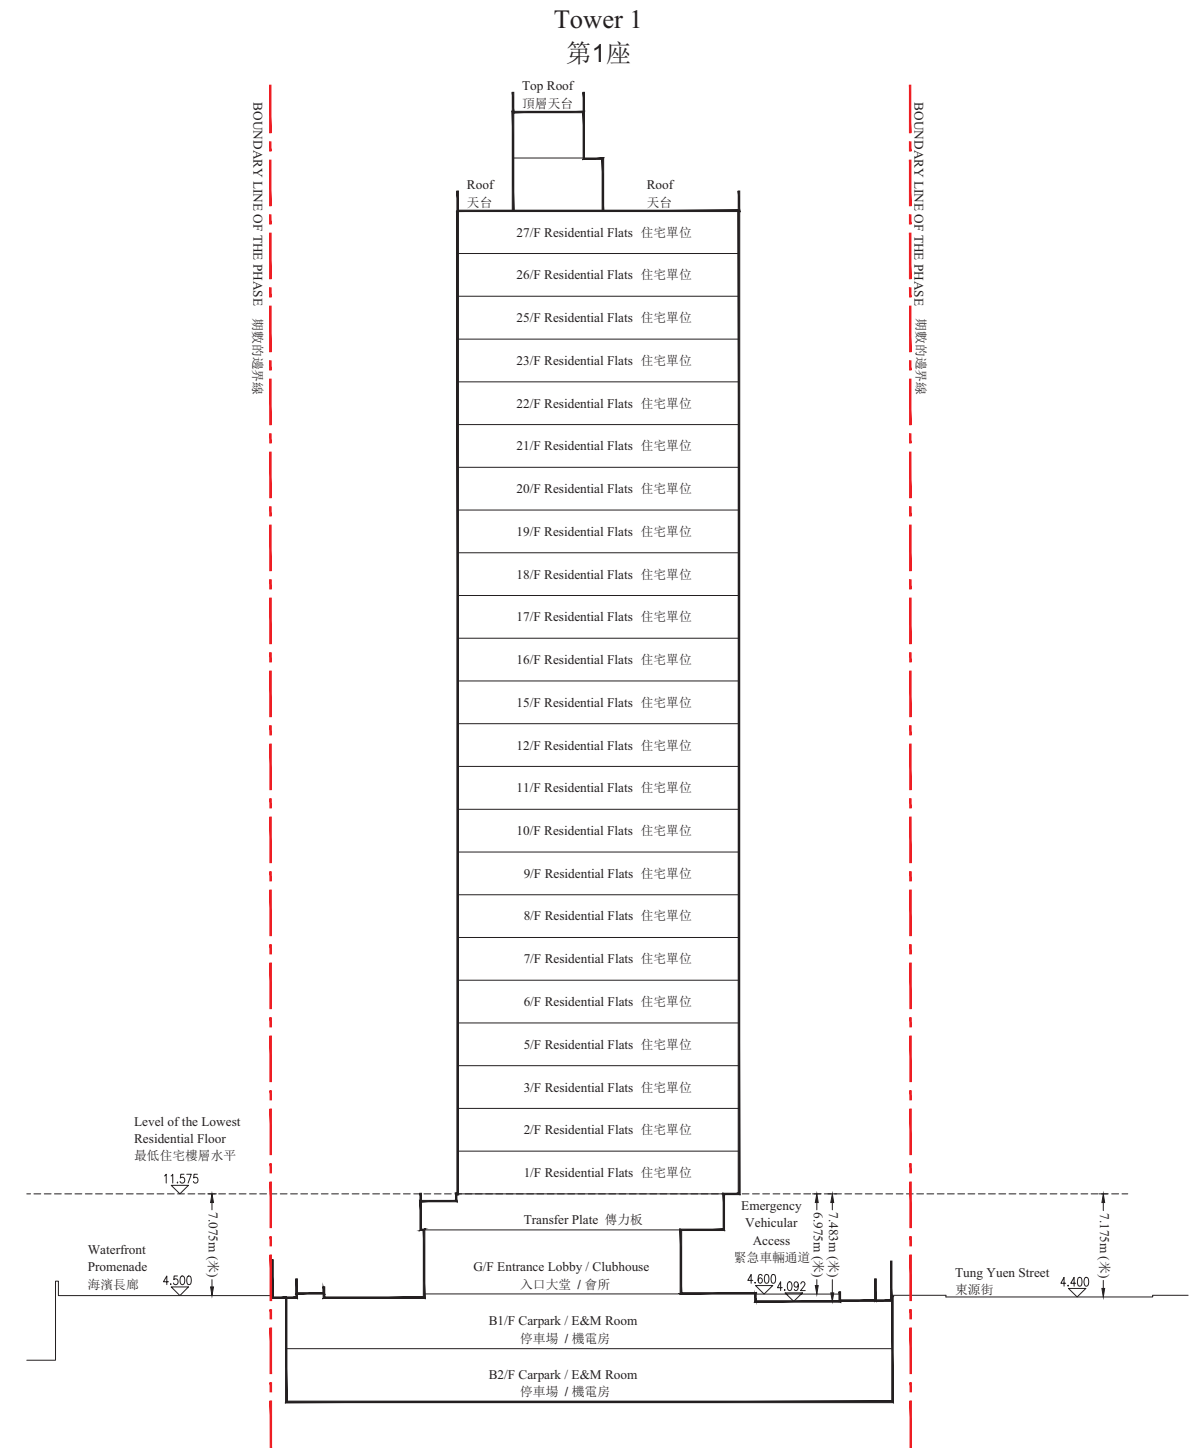 Tower 1
第1座
Top Roof
頂層天台
Roof
天台
Roof
天台
BOUNDARY LINE OF THE PHASE 期數的邊界線
BOUNDARY LINE OF THE PHASE 期數的邊界線
27/F Residential Flats 住宅單位
26/F Residential Flats 住宅單位
25/F Residential Flats 住宅單位
23/F Residential Flats 住宅單位
22/F Residential Flats 住宅單位
21/F Residential Flats 住宅單位
20/F Residential Flats 住宅單位
19/F Residential Flats 住宅單位
18/F Residential Flats 住宅單位
17/F Residential Flats 住宅單位
16/F Residential Flats 住宅單位
15/F Residential Flats 住宅單位
12/F Residential Flats 住宅單位
11/F Residential Flats 住宅單位
10/F Residential Flats 住宅單位
9/F Residential Flats 住宅單位
8/F Residential Flats 住宅單位
7/F Residential Flats 住宅單位
6/F Residential Flats 住宅單位
5/F Residential Flats 住宅單位
3/F Residential Flats 住宅單位
2/F Residential Flats 住宅單位
1/F Residential Flats 住宅單位
Level of the Lowest
Residential Floor
最低住宅樓層水平
11.575
7.075m (米)
Waterfront
Promenade
海濱長廊
4.500
Transfer Plate 傳力板
G/F Entrance Lobby / Clubhouse
入口大堂 / 會所
Emergency
Vehicular
Access
緊急車輛通道
4.600
4.092
6.975m (米)
7.483m (米)
7.175m (米)
Tung Yuen Street
東源街
4.400
B1/F Carpark / E&M Room
停車場 / 機電房
B2/F Carpark / E&M Room
停車場 / 機電房